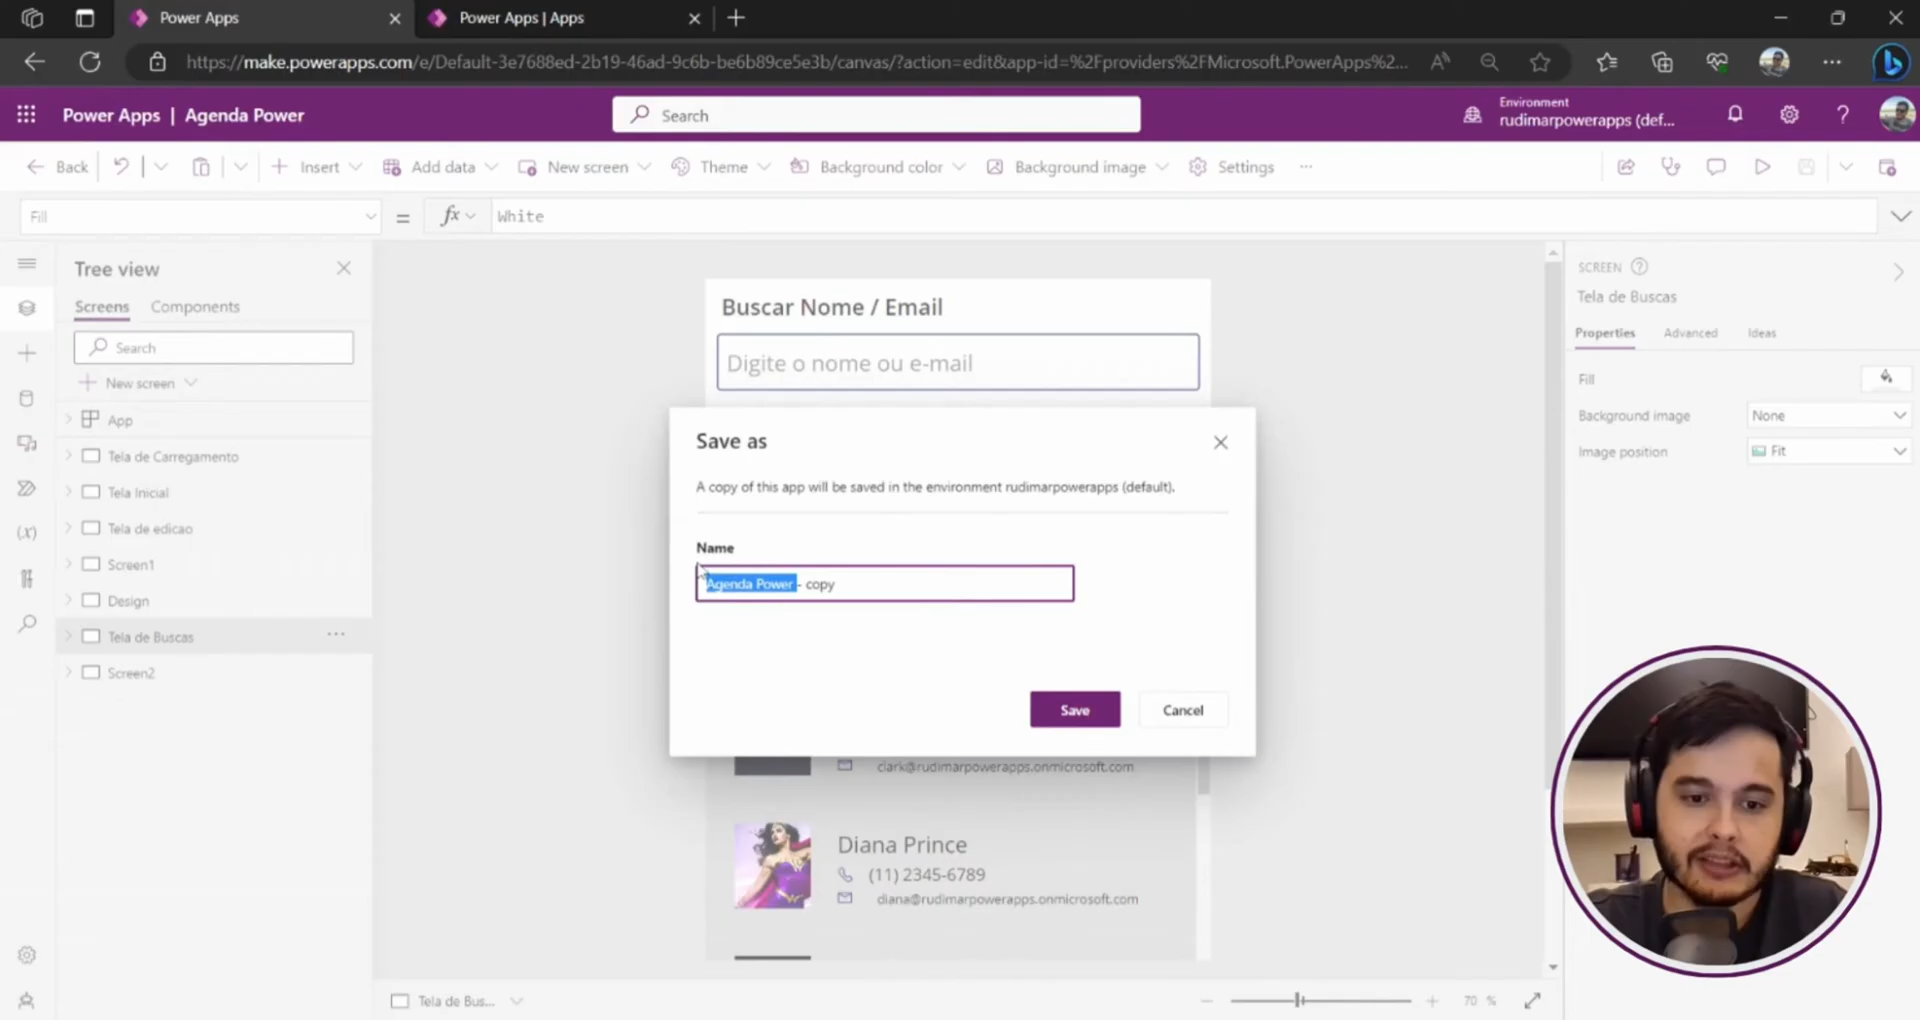 Power Apps
Power Apps | Apps
https://make.powerapps.com/e/Default-3e7688ed-2b19-46ad-9c6b-be6b89ce5e3b/canvas/?action=edit&app-id=%2Fproviders%2FMicrosoft.PowerApps%2...
Power Apps | Agenda Power
Search
Environment
rudimarpowerapps (def...
Back
Insert
Add data
New screen
Theme
Background color
Background image
Settings
Fill
=
fx
White
Tree view
Screens
Components
Search
New screen
App
Tela de Carregamento
Tela Inicial
Tela de edicao
Screen1
Design
Tela de Buscas
Screen2
Buscar Nome / Email
Digite o nome ou e-mail
Save as
A copy of this app will be saved in the environment rudimarpowerapps (default).
Name
Agenda Power - copy
Save
Cancel
clark@rudimarpowerapps.onmicrosoft.com
Diana Prince
(11) 2345-6789
diana@rudimarpowerapps.onmicrosoft.com
SCREEN
Tela de Buscas
Properties
Advanced
Ideas
Fill
Background image
None
Image position
Fit
Tela de Bus...
70 %